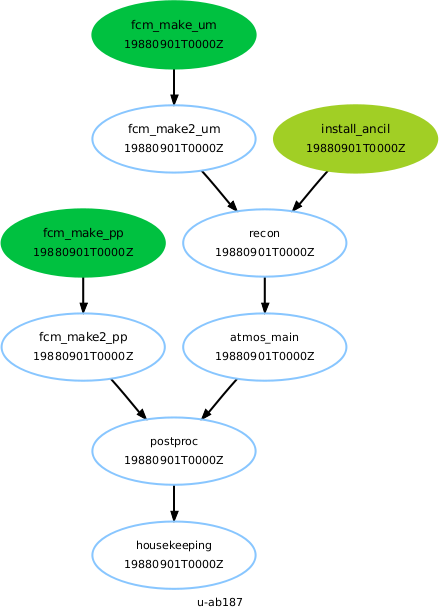 fcm_make_um
19880901T0000Z
fcm_make2_um
19880901T0000Z
install_ancil
19880901T0000Z
fcm_make_pp
19880901T0000Z
recon
19880901T0000Z
fcm_make2_pp
19880901T0000Z
atmos_main
19880901T0000Z
postproc
19880901T0000Z
housekeeping
19880901T0000Z
u-ab187